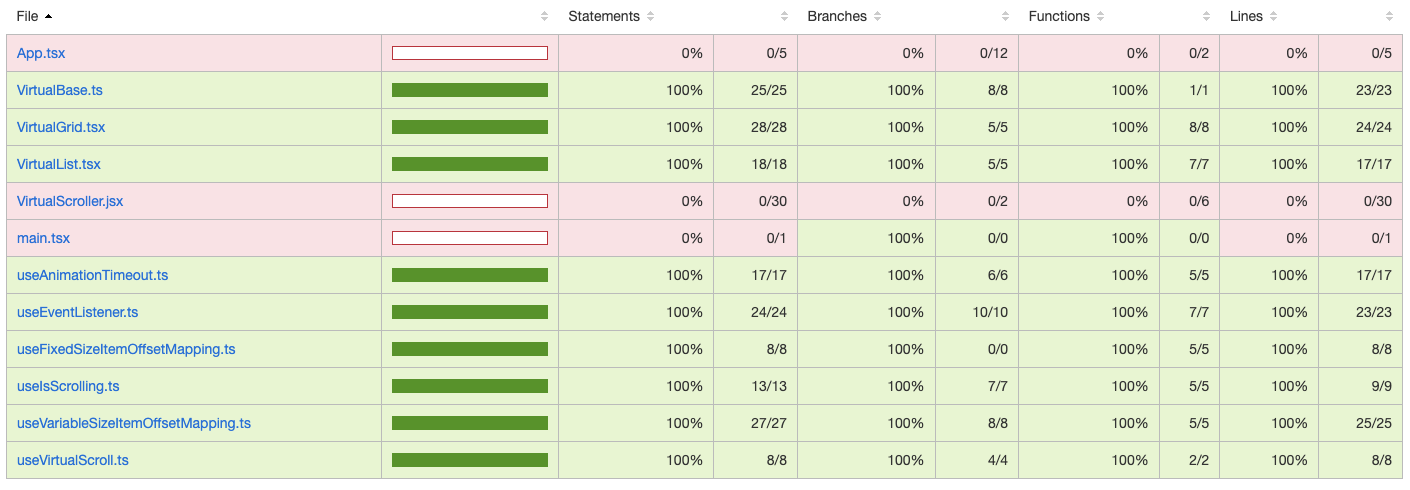 File Statements Branches Functions Lines
App.tsx 0% 0/5 0% 0/12 0% 0/2 0% 0/5
VirtualBase.ts 100% 25/25 100% 8/8 100% 1/1 100% 23/23
VirtualGrid.tsx 100% 28/28 100% 5/5 100% 8/8 100% 24/24
VirtualList.tsx 100% 18/18 100% 5/5 100% 7/7 100% 17/17
VirtualScroller.jsx 0% 0/30 0% 0/2 0% 0/6 0% 0/30
main.tsx 0% 0/1 100% 0/0 100% 0/0 0% 0/1
useAnimationTimeout.ts 100% 17/17 100% 6/6 100% 5/5 100% 17/17
useEventListener.ts 100% 24/24 100% 10/10 100% 7/7 100% 23/23
useFixedSizeItemOffsetMapping.ts 100% 8/8 100% 0/0 100% 5/5 100% 8/8
useIsScrolling.ts 100% 13/13 100% 7/7 100% 5/5 100% 9/9
useVariableSizeItemOffsetMapping.ts 100% 27/27 100% 8/8 100% 5/5 100% 25/25
useVirtualScroll.ts 100% 8/8 100% 4/4 100% 2/2 100% 8/8